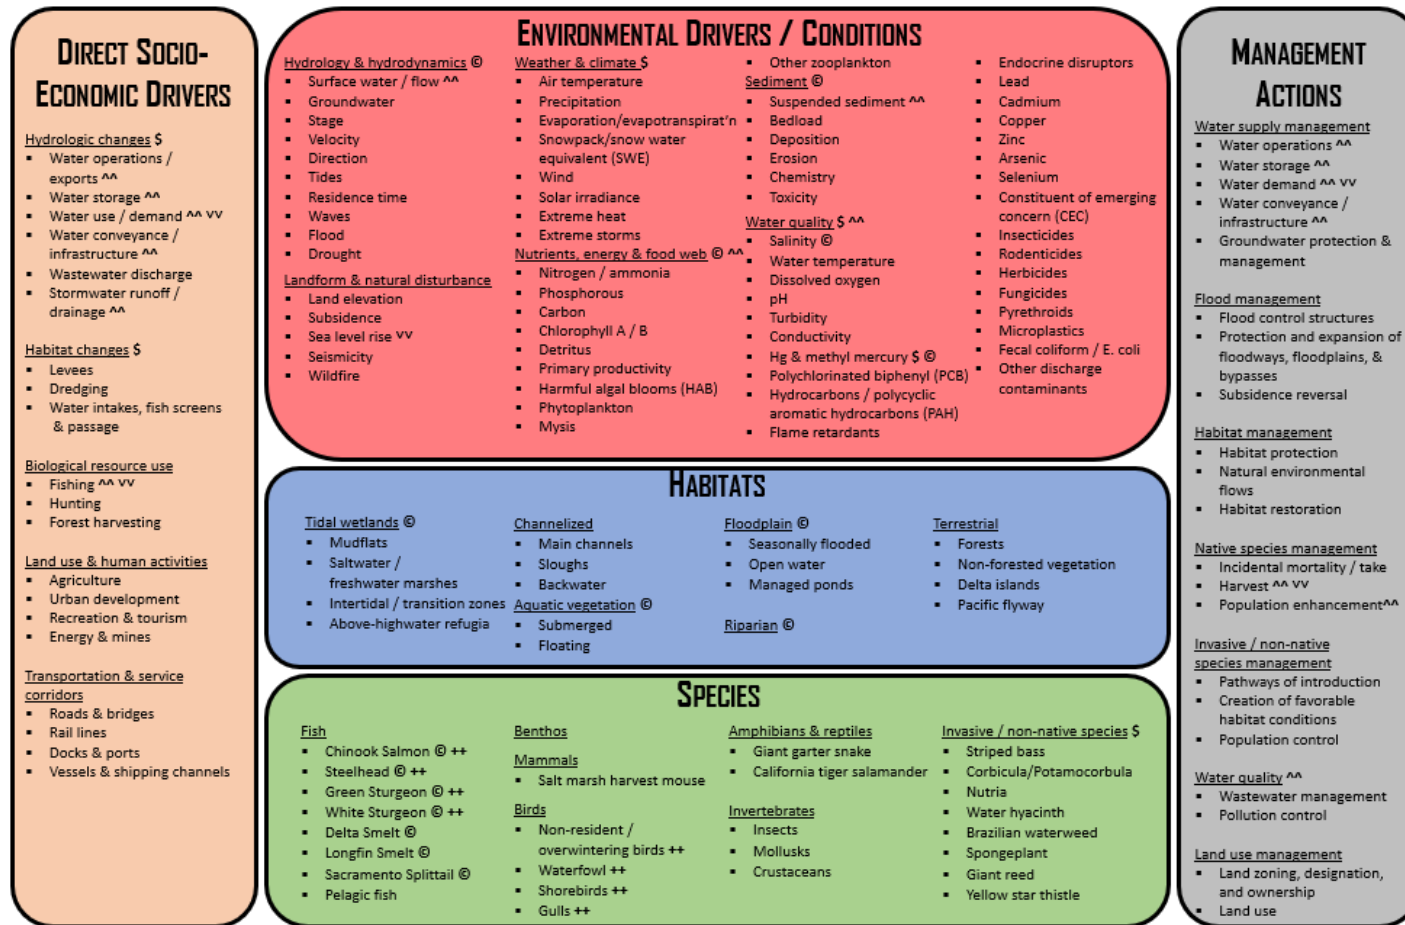 DIRECT SOCIO-
ECONOMIC DRIVERS
Hydrologic changes $
▪ Water operations /
exports ^^
▪ Water storage ^^
▪ Water use / demand ^^ vv
▪ Water conveyance /
infrastructure ^^
▪ Wastewater discharge
▪ Stormwater runoff /
drainage ^^
Habitat changes $
▪ Levees
▪ Dredging
▪ Water intakes, fish screens
& passage
Biological resource use
▪ Fishing ^^ vv
▪ Hunting
▪ Forest harvesting
Land use & human activities
▪ Agriculture
▪ Urban development
▪ Recreation & tourism
▪ Energy & mines
Transportation & service
corridors
▪ Roads & bridges
▪ Rail lines
▪ Docks & ports
▪ Vessels & shipping channels
ENVIRONMENTAL DRIVERS / CONDITIONS
Hydrology & hydrodynamics ©
▪ Surface water / flow ^^
▪ Groundwater
▪ Stage
▪ Velocity
▪ Direction
▪ Tides
▪ Residence time
▪ Waves
▪ Flood
▪ Drought
Landform & natural disturbance
▪ Land elevation
▪ Subsidence
▪ Sea level rise vv
▪ Seismicity
▪ Wildfire
Weather & climate $
▪ Air temperature
▪ Precipitation
▪ Evaporation/evapotranspirat'n
▪ Snowpack/snow water
equivalent (SWE)
▪ Wind
▪ Solar irradiance
▪ Extreme heat
▪ Extreme storms
Nutrients, energy & food web © ^^
▪ Nitrogen / ammonia
▪ Phosphorous
▪ Carbon
▪ Chlorophyll A / B
▪ Detritus
▪ Primary productivity
▪ Harmful algal blooms (HAB)
▪ Phytoplankton
▪ Mysis
▪ Other zooplankton
Sediment ©
▪ Suspended sediment ^^
▪ Bedload
▪ Deposition
▪ Erosion
▪ Chemistry
▪ Toxicity
Water quality $ ^^
▪ Salinity ©
▪ Water temperature
▪ Dissolved oxygen
▪ pH
▪ Turbidity
▪ Conductivity
▪ Hg & methyl mercury $ ©
▪ Polychlorinated biphenyl (PCB)
▪ Hydrocarbons / polycyclic
aromatic hydrocarbons (PAH)
▪ Flame retardants
▪ Endocrine disruptors
▪ Lead
▪ Cadmium
▪ Copper
▪ Zinc
▪ Arsenic
▪ Selenium
▪ Constituent of emerging
concern (CEC)
▪ Insecticides
▪ Rodenticides
▪ Herbicides
▪ Fungicides
▪ Pyrethroids
▪ Microplastics
▪ Fecal coliform / E. coli
▪ Other discharge
contaminants
HABITATS
Tidal wetlands ©
▪ Mudflats
▪ Saltwater /
freshwater marshes
▪ Intertidal / transition zones
▪ Above-highwater refugia
Channelized
▪ Main channels
▪ Sloughs
▪ Backwater
Aquatic vegetation ©
▪ Submerged
▪ Floating
Floodplain ©
▪ Seasonally flooded
▪ Open water
▪ Managed ponds
Riparian ©
Terrestrial
▪ Forests
▪ Non-forested vegetation
▪ Delta islands
▪ Pacific flyway
SPECIES
Fish
▪ Chinook Salmon © ++
▪ Steelhead © ++
▪ Green Sturgeon © ++
▪ White Sturgeon © ++
▪ Delta Smelt ©
▪ Longfin Smelt ©
▪ Sacramento Splittail ©
▪ Pelagic fish
Benthos
Mammals
▪ Salt marsh harvest mouse
Birds
▪ Non-resident /
overwintering birds ++
▪ Waterfowl ++
▪ Shorebirds ++
▪ Gulls ++
Amphibians & reptiles
▪ Giant garter snake
▪ California tiger salamander
Invertebrates
▪ Insects
▪ Mollusks
▪ Crustaceans
Invasive / non-native species $
▪ Striped bass
▪ Corbicula/Potamocorbula
▪ Nutria
▪ Water hyacinth
▪ Brazilian waterweed
▪ Spongeplant
▪ Giant reed
▪ Yellow star thistle
MANAGEMENT
ACTIONS
Water supply management
▪ Water operations ^^
▪ Water storage ^^
▪ Water demand ^^ vv
▪ Water conveyance /
infrastructure ^^
▪ Groundwater protection &
management
Flood management
▪ Flood control structures
▪ Protection and expansion of
floodways, floodplains, &
bypasses
▪ Subsidence reversal
Habitat management
▪ Habitat protection
▪ Natural environmental
flows
▪ Habitat restoration
Native species management
▪ Incidental mortality / take
▪ Harvest ^^ vv
▪ Population enhancement^^
Invasive / non-native
species management
▪ Pathways of introduction
▪ Creation of favorable
habitat conditions
▪ Population control
Water quality ^^
▪ Wastewater management
▪ Pollution control
Land use management
▪ Land zoning, designation,
and ownership
▪ Land use